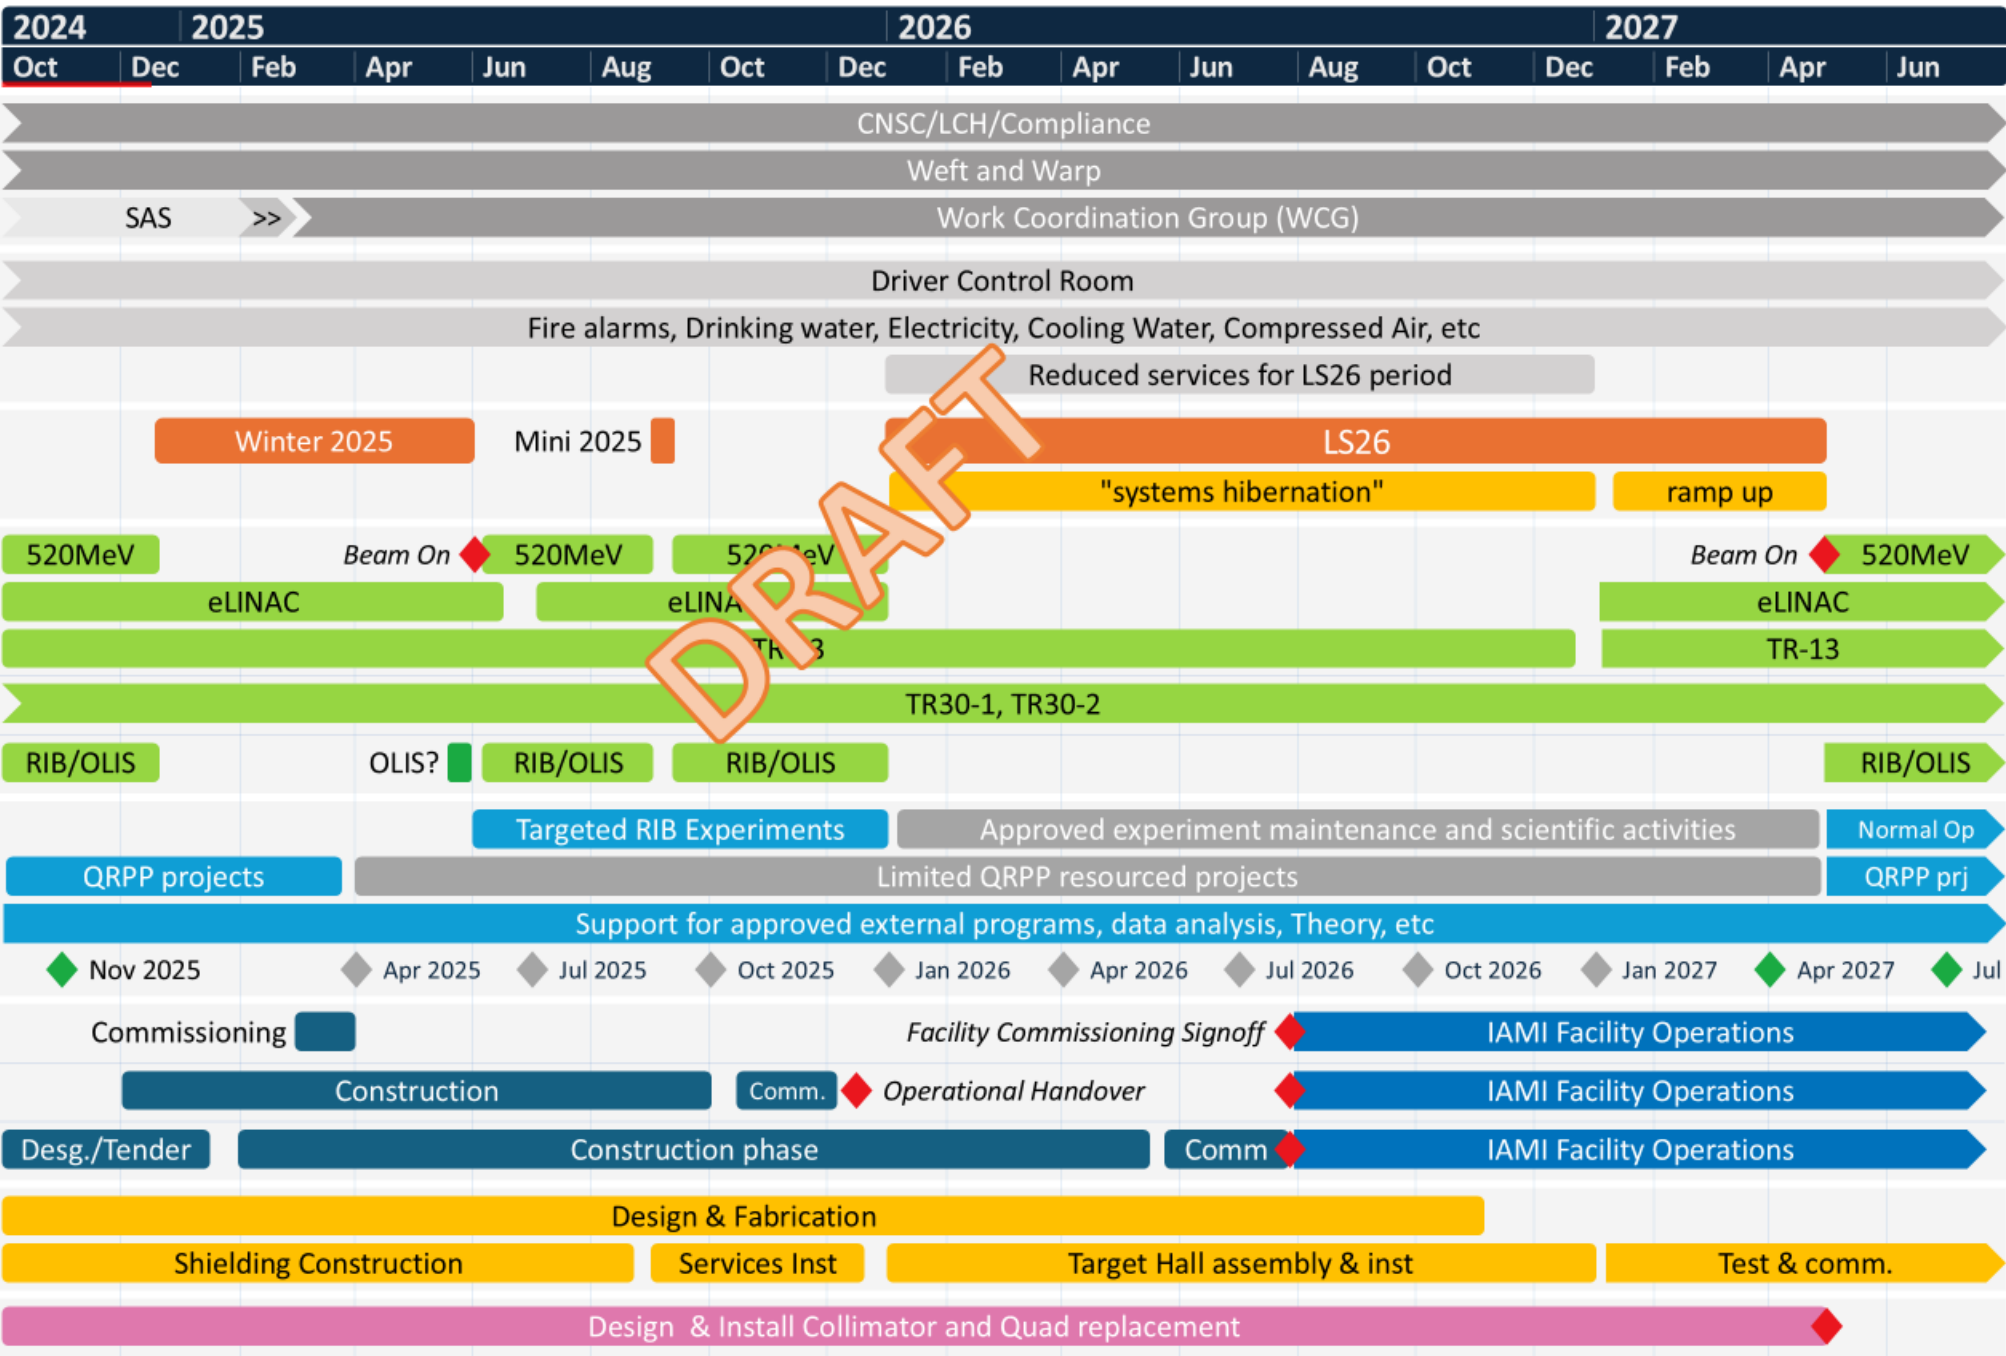 2024 2025 2026 2027
Oct Dec Feb Apr Jun Aug Oct Dec Feb Apr Jun Aug Oct Dec Feb Apr Jun
CNSC/LCH/Compliance
Weft and Warp
SAS >> Work Coordination Group (WCG)
Driver Control Room
Fire alarms, Drinking water, Electricity, Cooling Water, Compressed Air, etc
Reduced services for LS26 period
Winter 2025 Mini 2025 LS26
"systems hibernation" ramp up
520MeV Beam On 520MeV 520MeV Beam On 520MeV
eLINAC eLINA eLINAC
TR-13 TR-13
DRAFT
TR30-1, TR30-2
RIB/OLIS OLIS? RIB/OLIS RIB/OLIS RIB/OLIS
Targeted RIB Experiments Approved experiment maintenance and scientific activities Normal Op
QRPP projects Limited QRPP resourced projects QRPP prj
Support for approved external programs, data analysis, Theory, etc
Nov 2025 Apr 2025 Jul 2025 Oct 2025 Jan 2026 Apr 2026 Jul 2026 Oct 2026 Jan 2027 Apr 2027 Jul
Commissioning Facility Commissioning Signoff IAMI Facility Operations
Construction Comm. Operational Handover IAMI Facility Operations
Desg./Tender Construction phase Comm IAMI Facility Operations
Design & Fabrication
Shielding Construction Services Inst Target Hall assembly & inst Test & comm.
Design & Install Collimator and Quad replacement